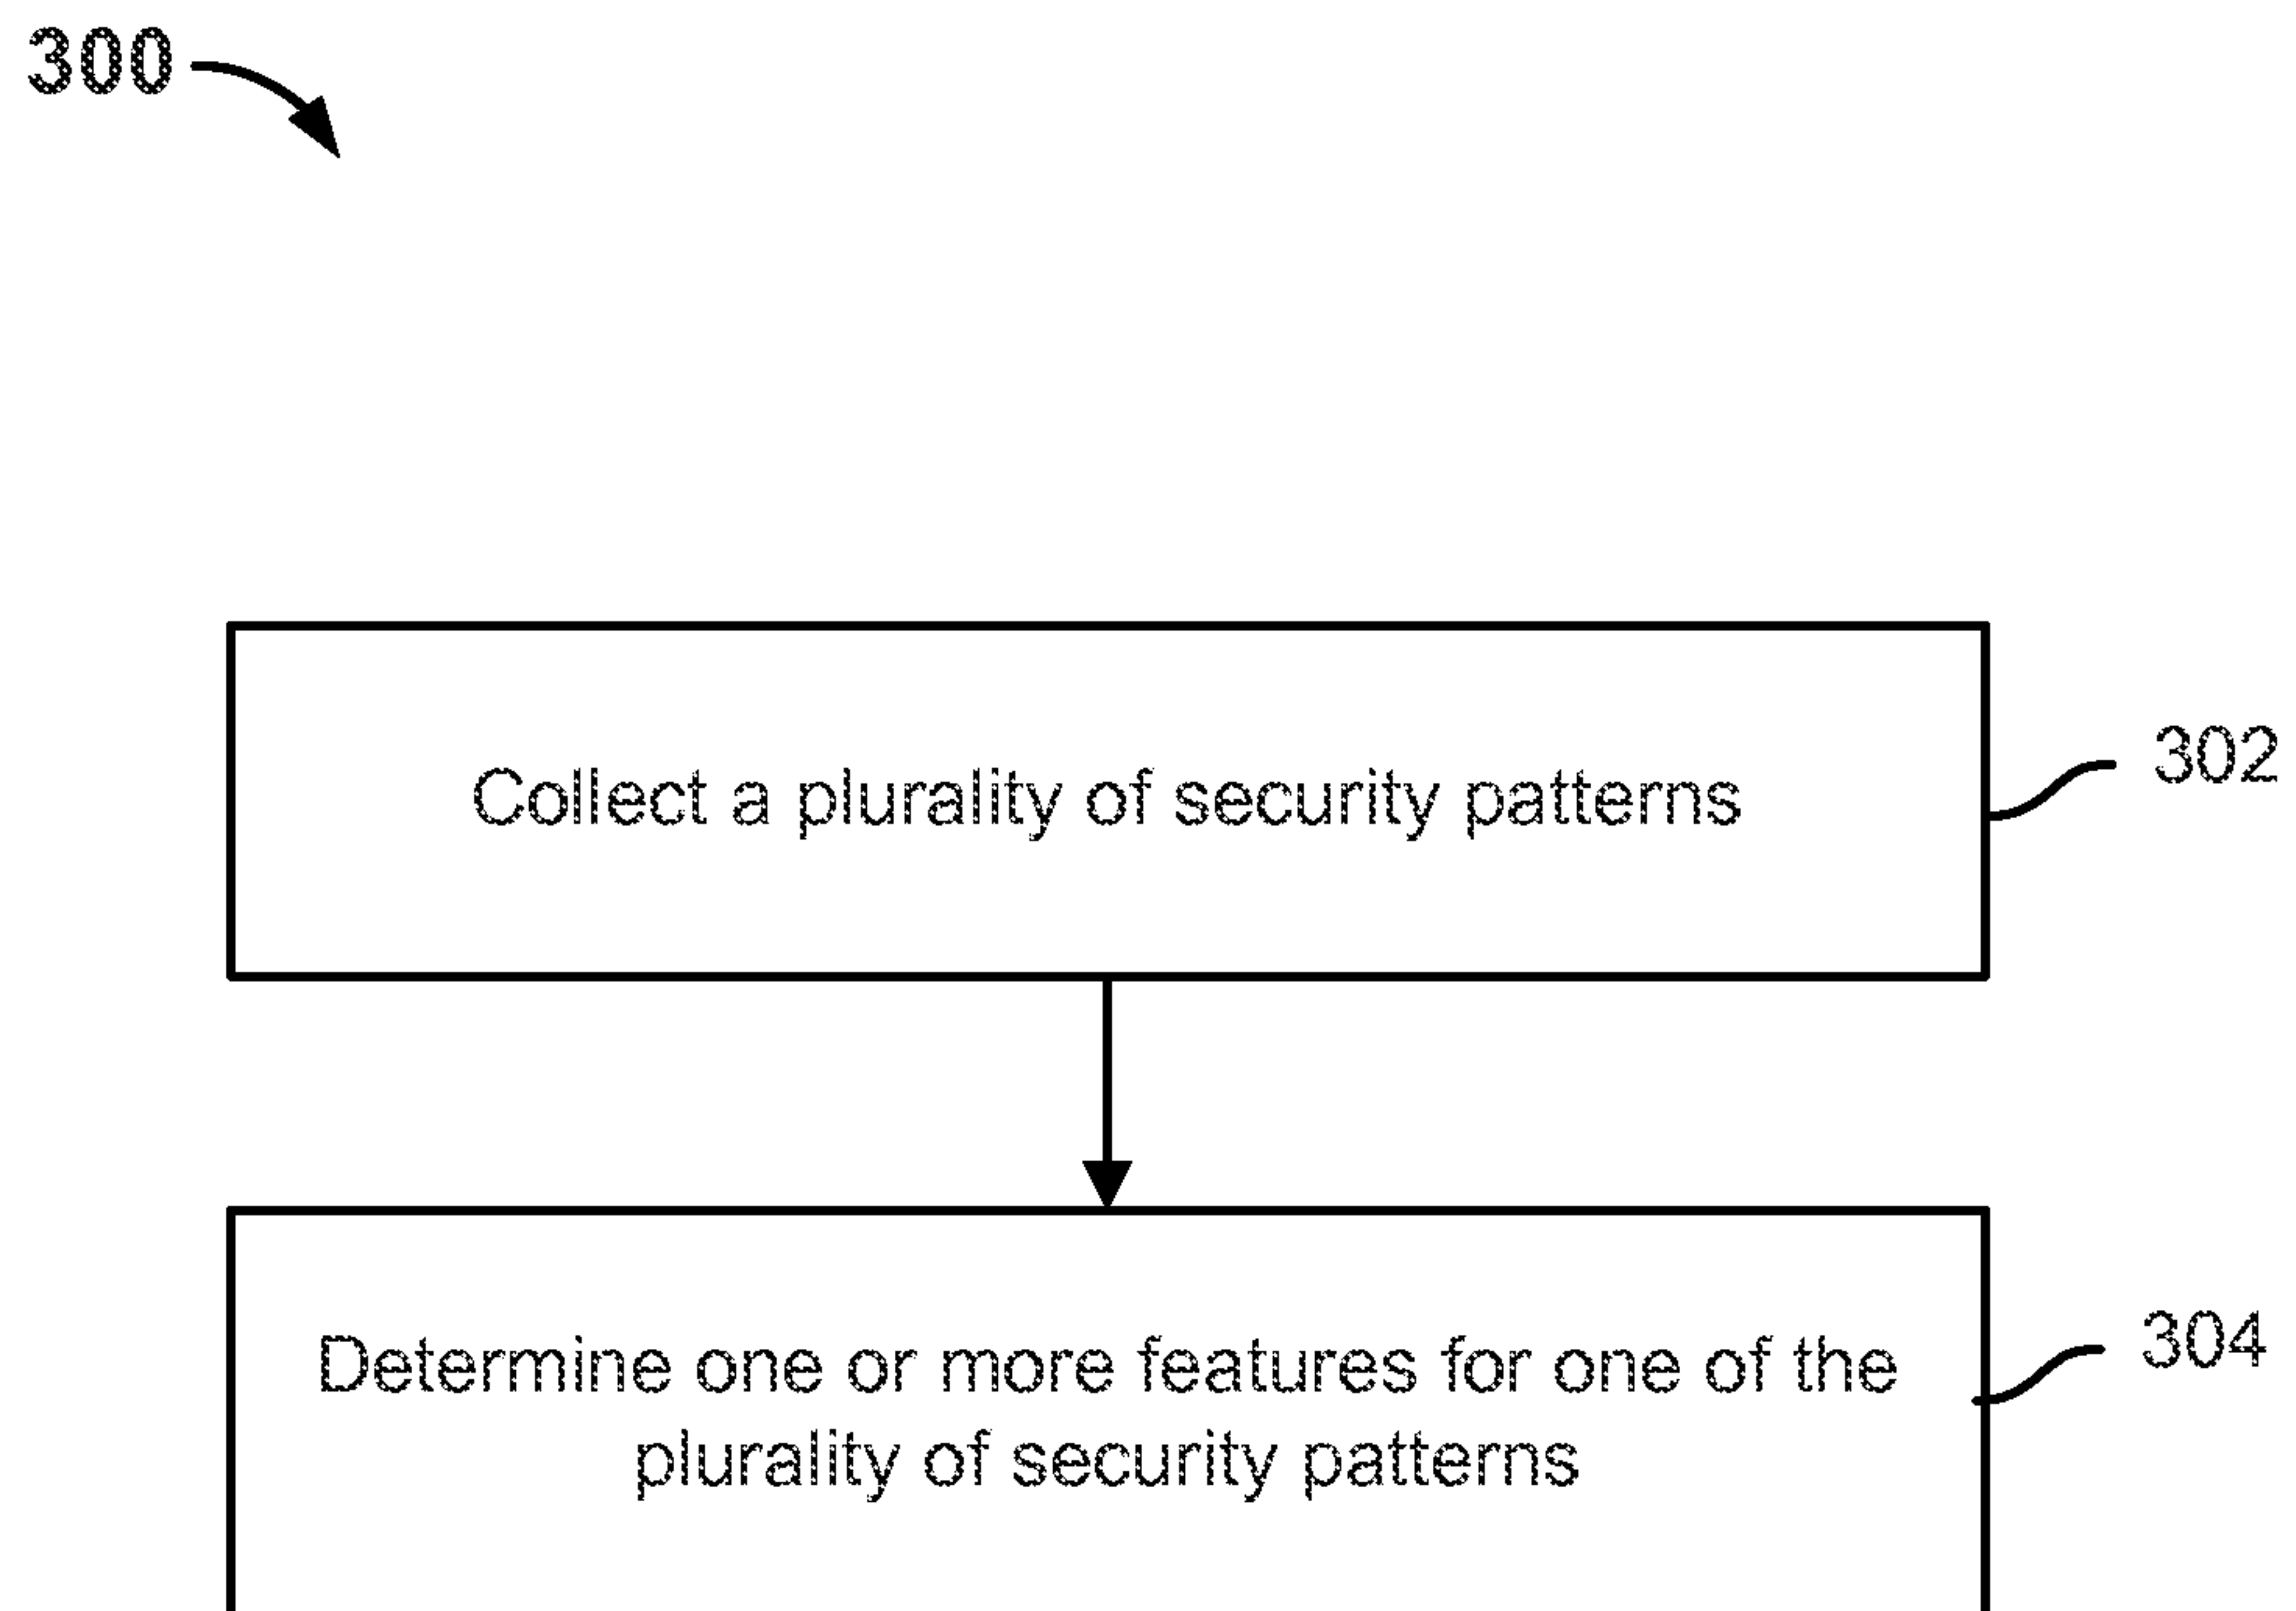 300
Collect a plurality of security patterns
302
Determine one or more features for one of the
plurality of security patterns
304